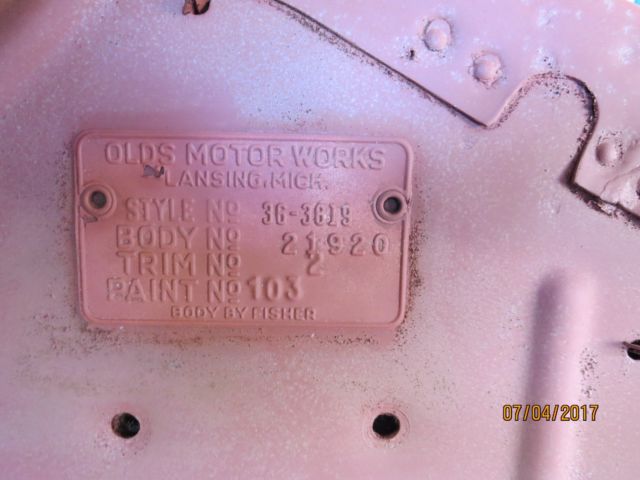 OLDS MOTOR WORKS
LANSING, MICH.
STYLE NO 36-3619
BODY NO 21920
TRIM NO 2
PAINT NO 103
BODY BY FISHER
07/04/2017